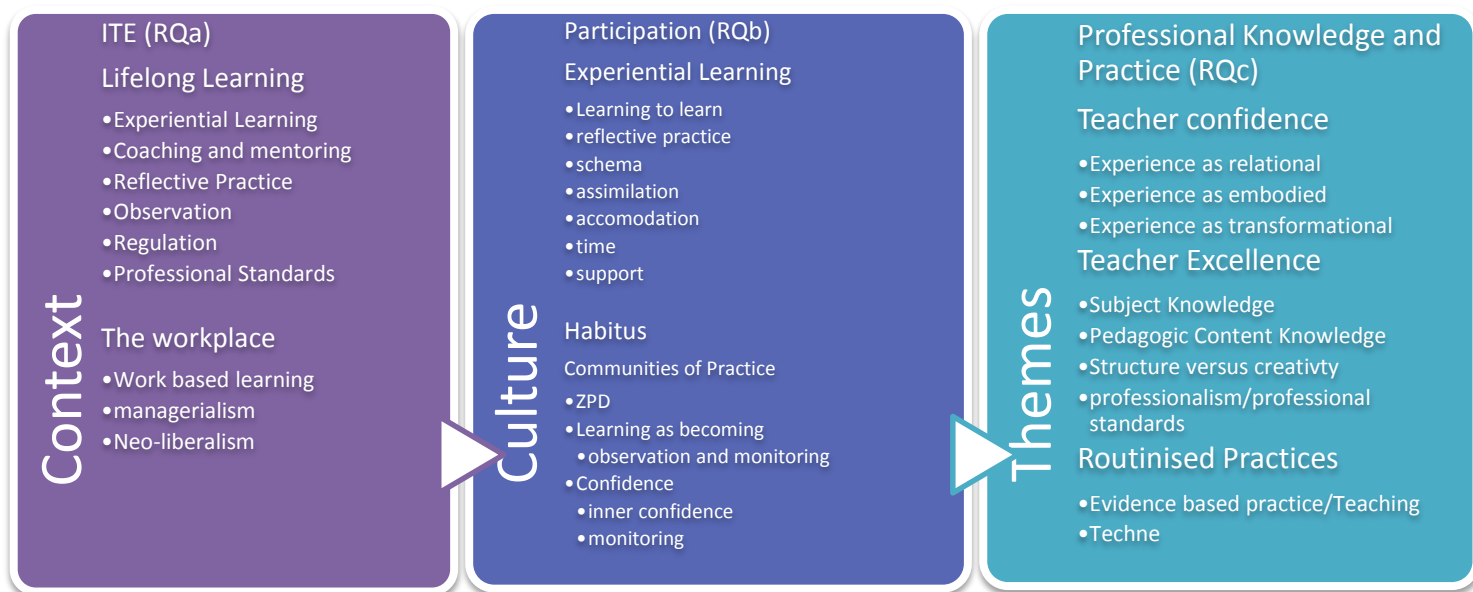 Context
ITE (RQa)
Lifelong Learning
•Experiential Learning
•Coaching and mentoring
•Reflective Practice
•Observation
•Regulation
•Professional Standards
The workplace
•Work based learning
•managerialism
•Neo-liberalism
Culture
Participation (RQb)
Experiential Learning
•Learning to learn
•reflective practice
•schema
•assimilation
•accomodation
•time
•support
Habitus
Communities of Practice
•ZPD
•Learning as becoming
•observation and monitoring
•Confidence
•inner confidence
•monitoring
Themes
Professional Knowledge and
Practice (RQc)
Teacher confidence
•Experience as relational
•Experience as embodied
•Experience as transformational
Teacher Excellence
•Subject Knowledge
•Pedagogic Content Knowledge
•Structure versus creativty
•professionalism/professional
standards
Routinised Practices
•Evidence based practice/Teaching
•Techne